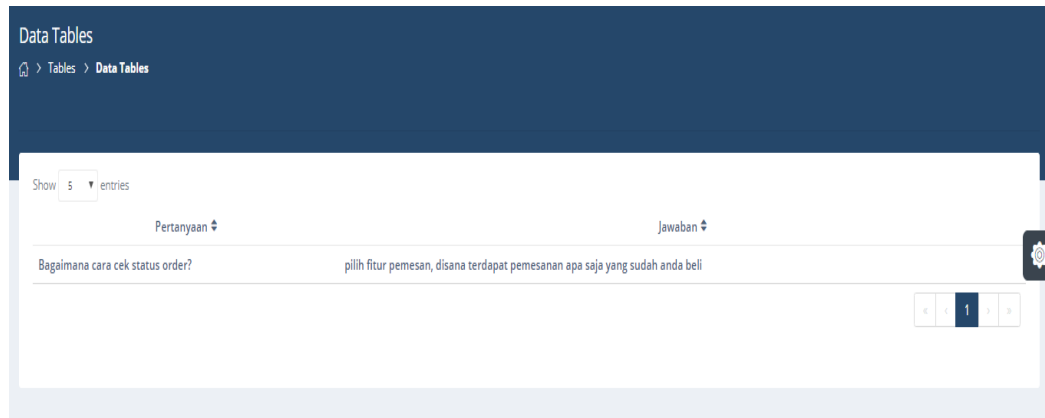 Data Tables
Tables > Data Tables
Show 5 entries
Pertanyaan Jawaban
Bagaimana cara cek status order? pilih fitur pemesan, disana terdapat pemesanan apa saja yang sudah anda beli
« ‹ 1 › »